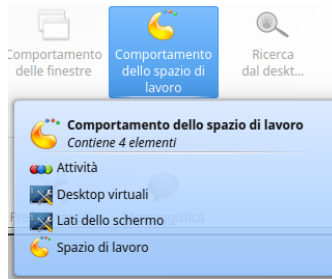 Comportamento
delle finestre
Comportamento
dello spazio di
lavoro
Ricerca
dal deskt...
Comportamento dello spazio di lavoro
Contiene 4 elementi
Attività
Desktop virtuali
Lati dello schermo
Spazio di lavoro